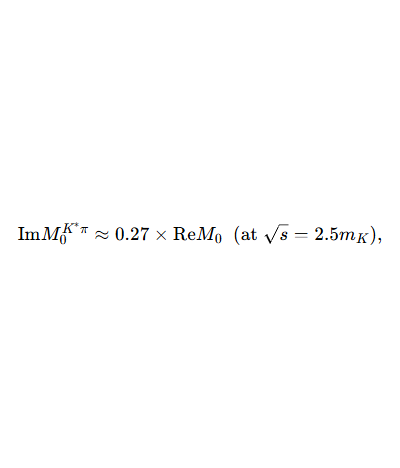 ImM_0^{K^*π} ≈ 0.27 × ReM_0 (at √s = 2.5m_K),